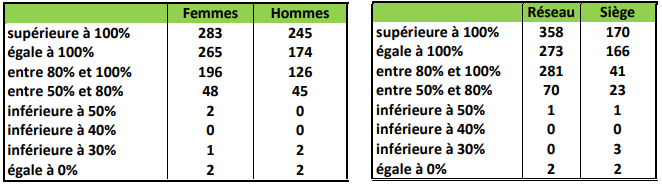 Femmes Hommes
supérieure à 100% 283 245
égale à 100% 265 174
entre 80% et 100% 196 126
entre 50% et 80% 48 45
inférieure à 50% 2 0
inférieure à 40% 0 0
inférieure à 30% 1 2
égale à 0% 2 2
Réseau Siège
supérieure à 100% 358 170
égale à 100% 273 166
entre 80% et 100% 281 41
entre 50% et 80% 70 23
inférieure à 50% 1 1
inférieure à 40% 0 0
inférieure à 30% 0 3
égale à 0% 2 2